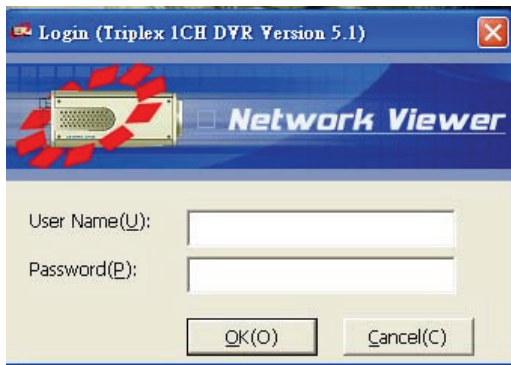 Login (Triplex 1CH DVR Version 5.1)
Network Viewer
User Name(U):
Password(P):
OK(O)
Cancel(C)